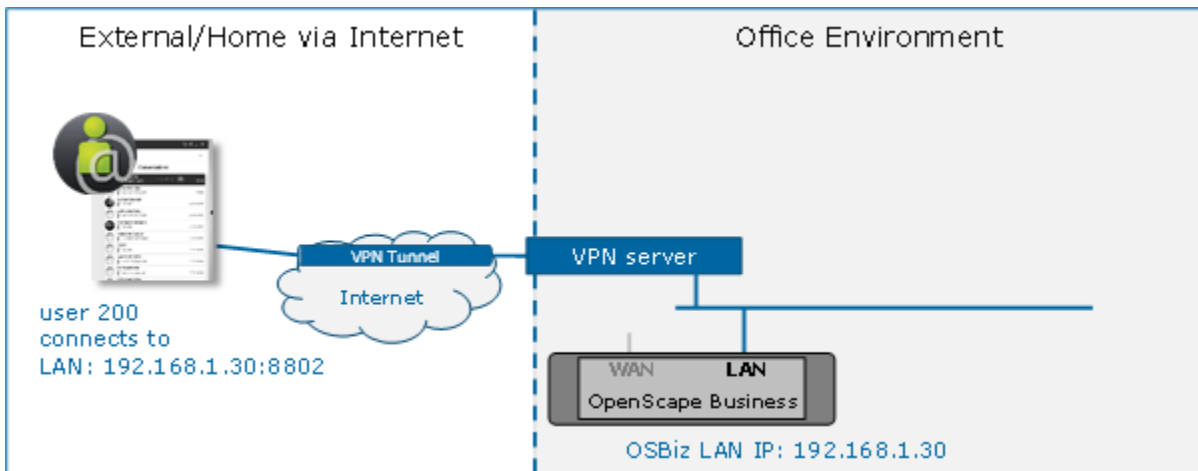 External/Home via Internet
Office Environment
@
VPN Tunnel
VPN server
Internet
user 200
connects to
LAN: 192.168.1.30:8802
WAN
LAN
OpenScape Business
OSBiz LAN IP: 192.168.1.30